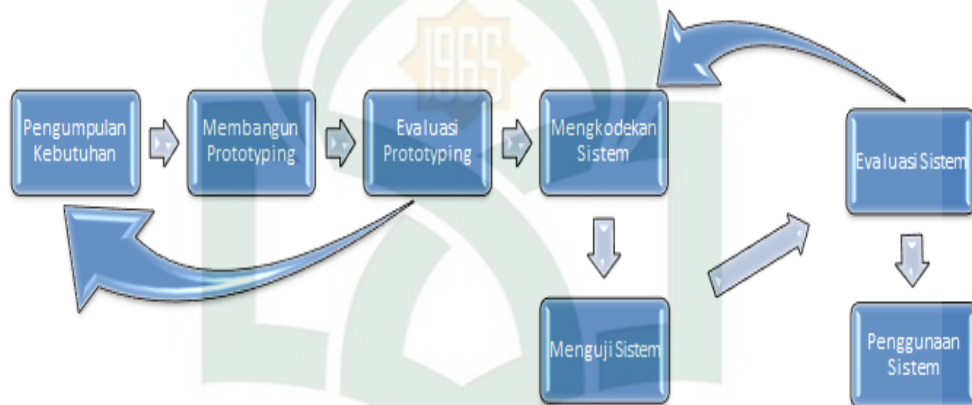 1965
Pengumpulan
Kebutuhan
Membangun
Prototyping
Evaluasi
Prototyping
Mengkodekan
Sistem
Evaluasi Sistem
Menguji Sistem
Penggunaan
Sistem